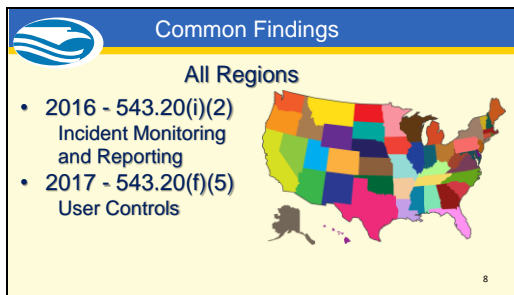 Common Findings
All Regions
• 2016 - 543.20(i)(2)
Incident Monitoring
and Reporting
• 2017 - 543.20(f)(5)
User Controls
8